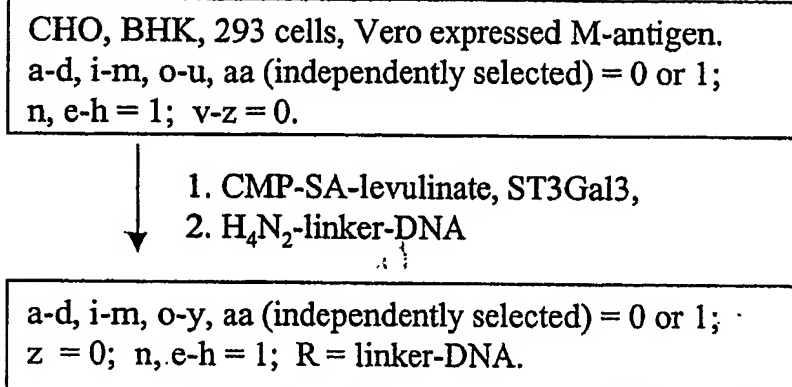 CHO, BHK, 293 cells, Vero expressed M-antigen.
a-d, i-m, o-u, aa (independently selected) = 0 or 1;
n, e-h = 1; v-z = 0.
1. CMP-SA-levulinate, ST3Gal3,
2. H₄N₂-linker-DNA
a-d, i-m, o-y, aa (independently selected) = 0 or 1;
z = 0; n, e-h = 1; R = linker-DNA.